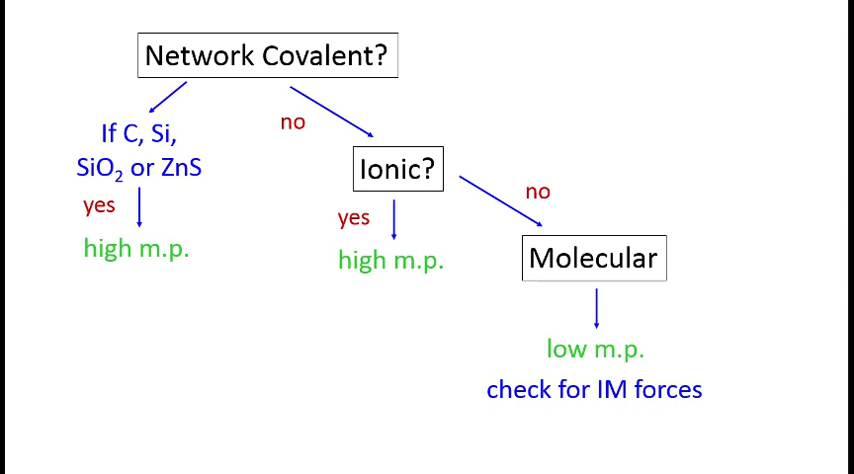 Network Covalent?
If C, Si,
no
SiO₂ or ZnS
Ionic?
yes
no
yes
high m.p.
high m.p.
Molecular
low m.p.
check for IM forces